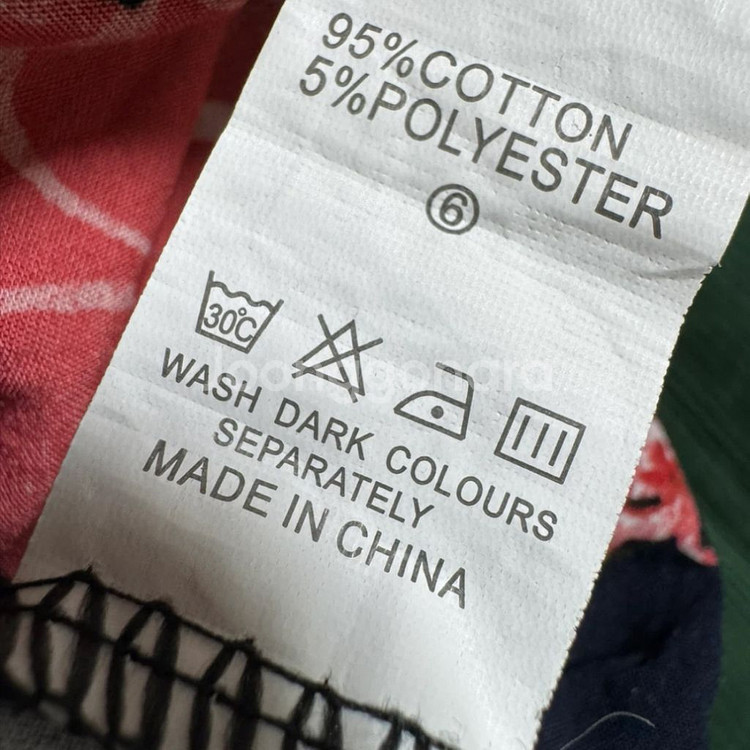 95%COTTON
5%POLYESTER
6
30℃
WASH DARK COLOURS
SEPARATELY
MADE IN CHINA